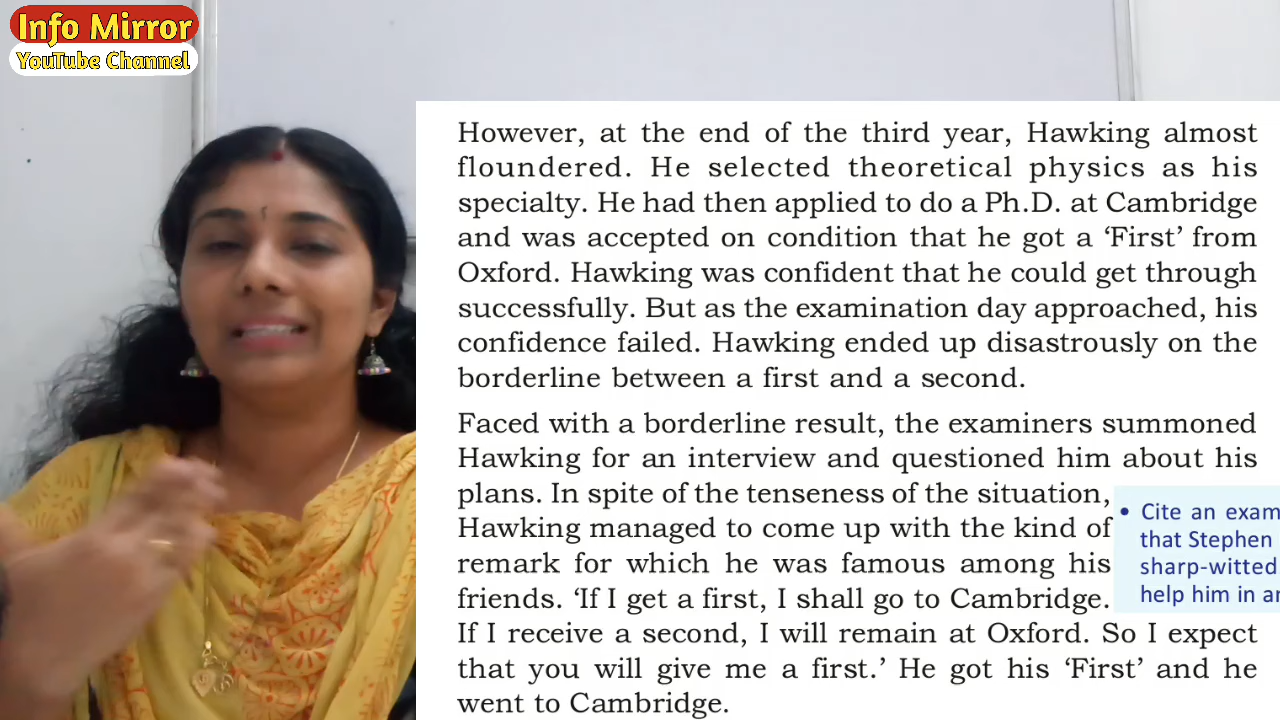 Info Mirror
YouTube Channel
However, at the end of the third year, Hawking almost
floundered. He selected theoretical physics as his
specialty. He had then applied to do a Ph.D. at Cambridge
and was accepted on condition that he got a ‘First’ from
Oxford. Hawking was confident that he could get through
successfully. But as the examination day approached, his
confidence failed. Hawking ended up disastrously on the
borderline between a first and a second.
Faced with a borderline result, the examiners summoned
Hawking for an interview and questioned him about his
plans. In spite of the tenseness of the situation,
Hawking managed to come up with the kind of
remark for which he was famous among his
friends. ‘If I get a first, I shall go to Cambridge.
If I receive a second, I will remain at Oxford. So I expect
that you will give me a first.’ He got his ‘First’ and he
went to Cambridge.
• Cite an exam
that Stephen
sharp-witted
help him in